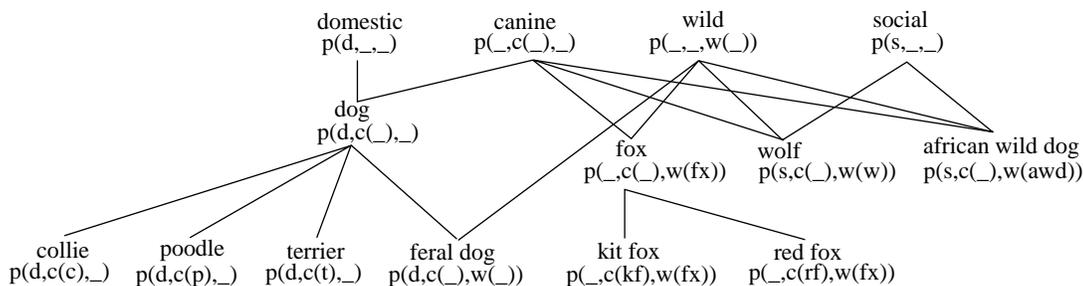 domestic canine wild social
p(d,_,_) p(_,c(_),_) p(_,_,w(_)) p(s,_,_)
dog
p(d,c(_),_)
fox wolf african wild dog
p(_,c(_),w(fx)) p(s,c(_),w(w)) p(s,c(_),w(awd))
collie poodle terrier feral dog kit fox red fox
p(d,c(c),_) p(d,c(p),_) p(d,c(t),_) p(d,c(_),w(_)) p(_,c(kf),w(fx)) p(_,c(rf),w(fx))